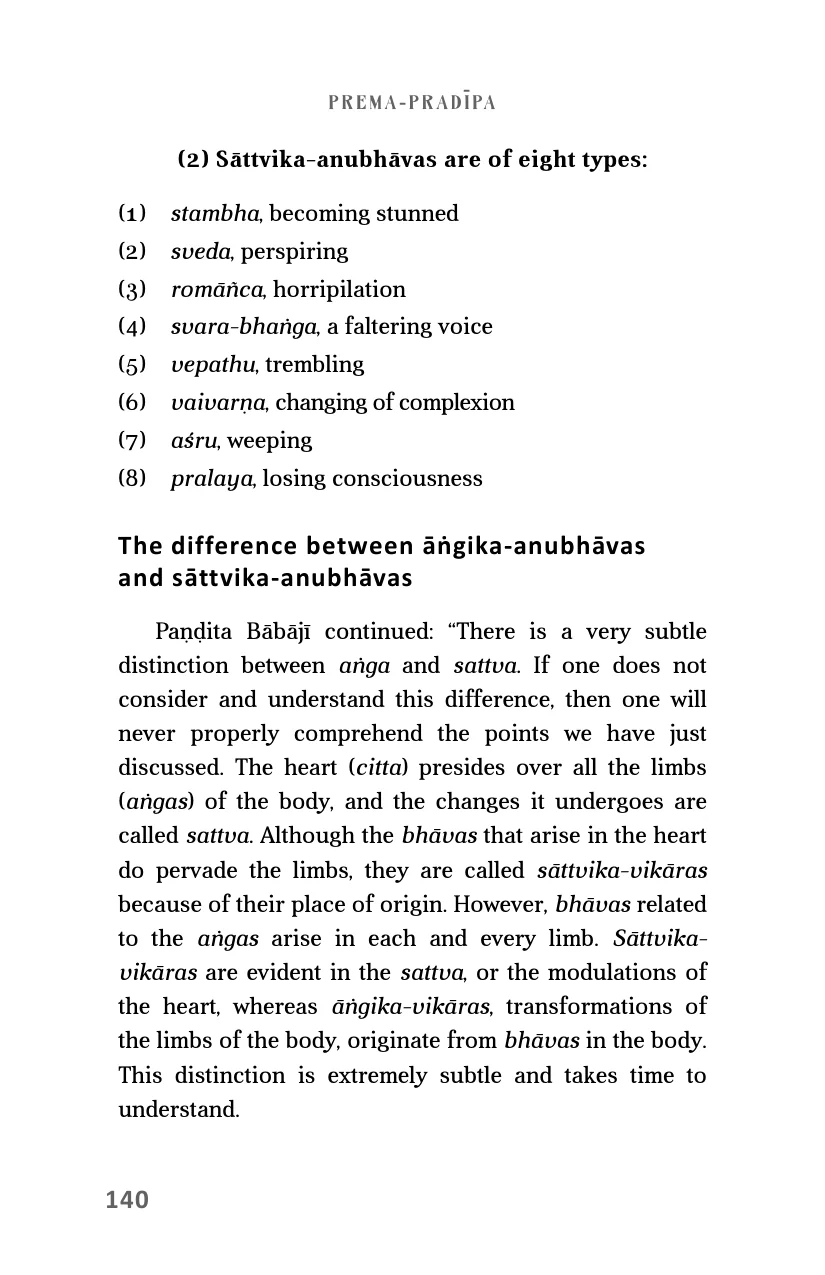 PREMA-PRADĪPA
(2) Sāttvika-anubhāvas are of eight types:
(1) stambha, becoming stunned
(2) sveda, perspiring
(3) romāñca, horripilation
(4) svara-bhaṅga, a faltering voice
(5) vepathu, trembling
(6) vaivarṇa, changing of complexion
(7) aśru, weeping
(8) pralaya, losing consciousness
The difference between āṅgika-anubhāvas
and sāttvika-anubhāvas
Paṇḍita Bābājī continued: “There is a very subtle
distinction between aṅga and sattva. If one does not
consider and understand this difference, then one will
never properly comprehend the points we have just
discussed. The heart (citta) presides over all the limbs
(aṅgas) of the body, and the changes it undergoes are
called sattva. Although the bhāvas that arise in the heart
do pervade the limbs, they are called sāttvika-vikāras
because of their place of origin. However, bhāvas related
to the aṅgas arise in each and every limb. Sāttvika-
vikāras are evident in the sattva, or the modulations of
the heart, whereas āṅgika-vikāras, transformations of
the limbs of the body, originate from bhāvas in the body.
This distinction is extremely subtle and takes time to
understand.
140